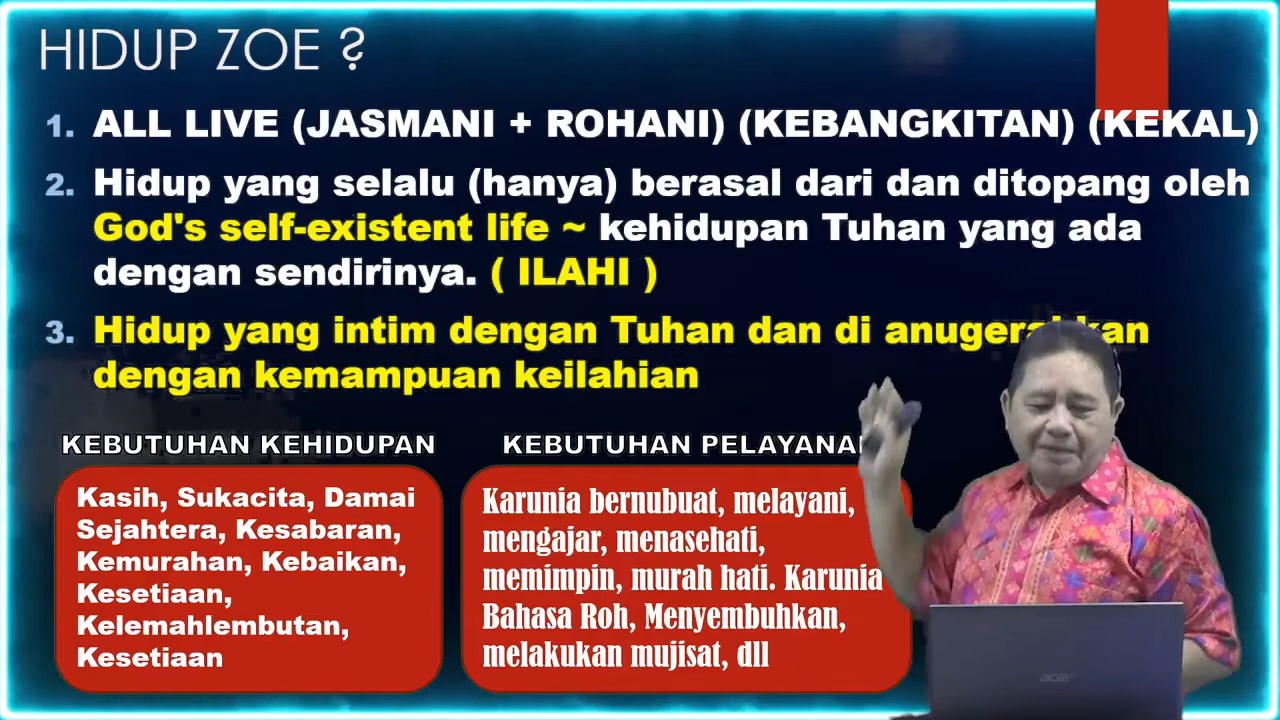 HIDUP ZOE ?
1. ALL LIVE (JASMANI + ROHANI) (KEBANGKITAN) (KEKAL)
2. Hidup yang selalu (hanya) berasal dari dan ditopang oleh
God's self-existent life ~ kehidupan Tuhan yang ada
dengan sendirinya. ( ILAHI )
3. Hidup yang intim dengan Tuhan dan di anugerahkan
dengan kemampuan keilahian
KEBUTUHAN KEHIDUPAN
Kasih, Sukacita, Damai
Sejahtera, Kesabaran,
Kemurahan, Kebaikan,
Kesetiaan,
Kelemahlembutan,
Kesetiaan
KEBUTUHAN PELAYANAN
Karunia bernubuat, melayani,
mengajar, menasehati,
memimpin, murah hati. Karunia
Bahasa Roh, Menyembuhkan,
melakukan mujisat, dll
acer